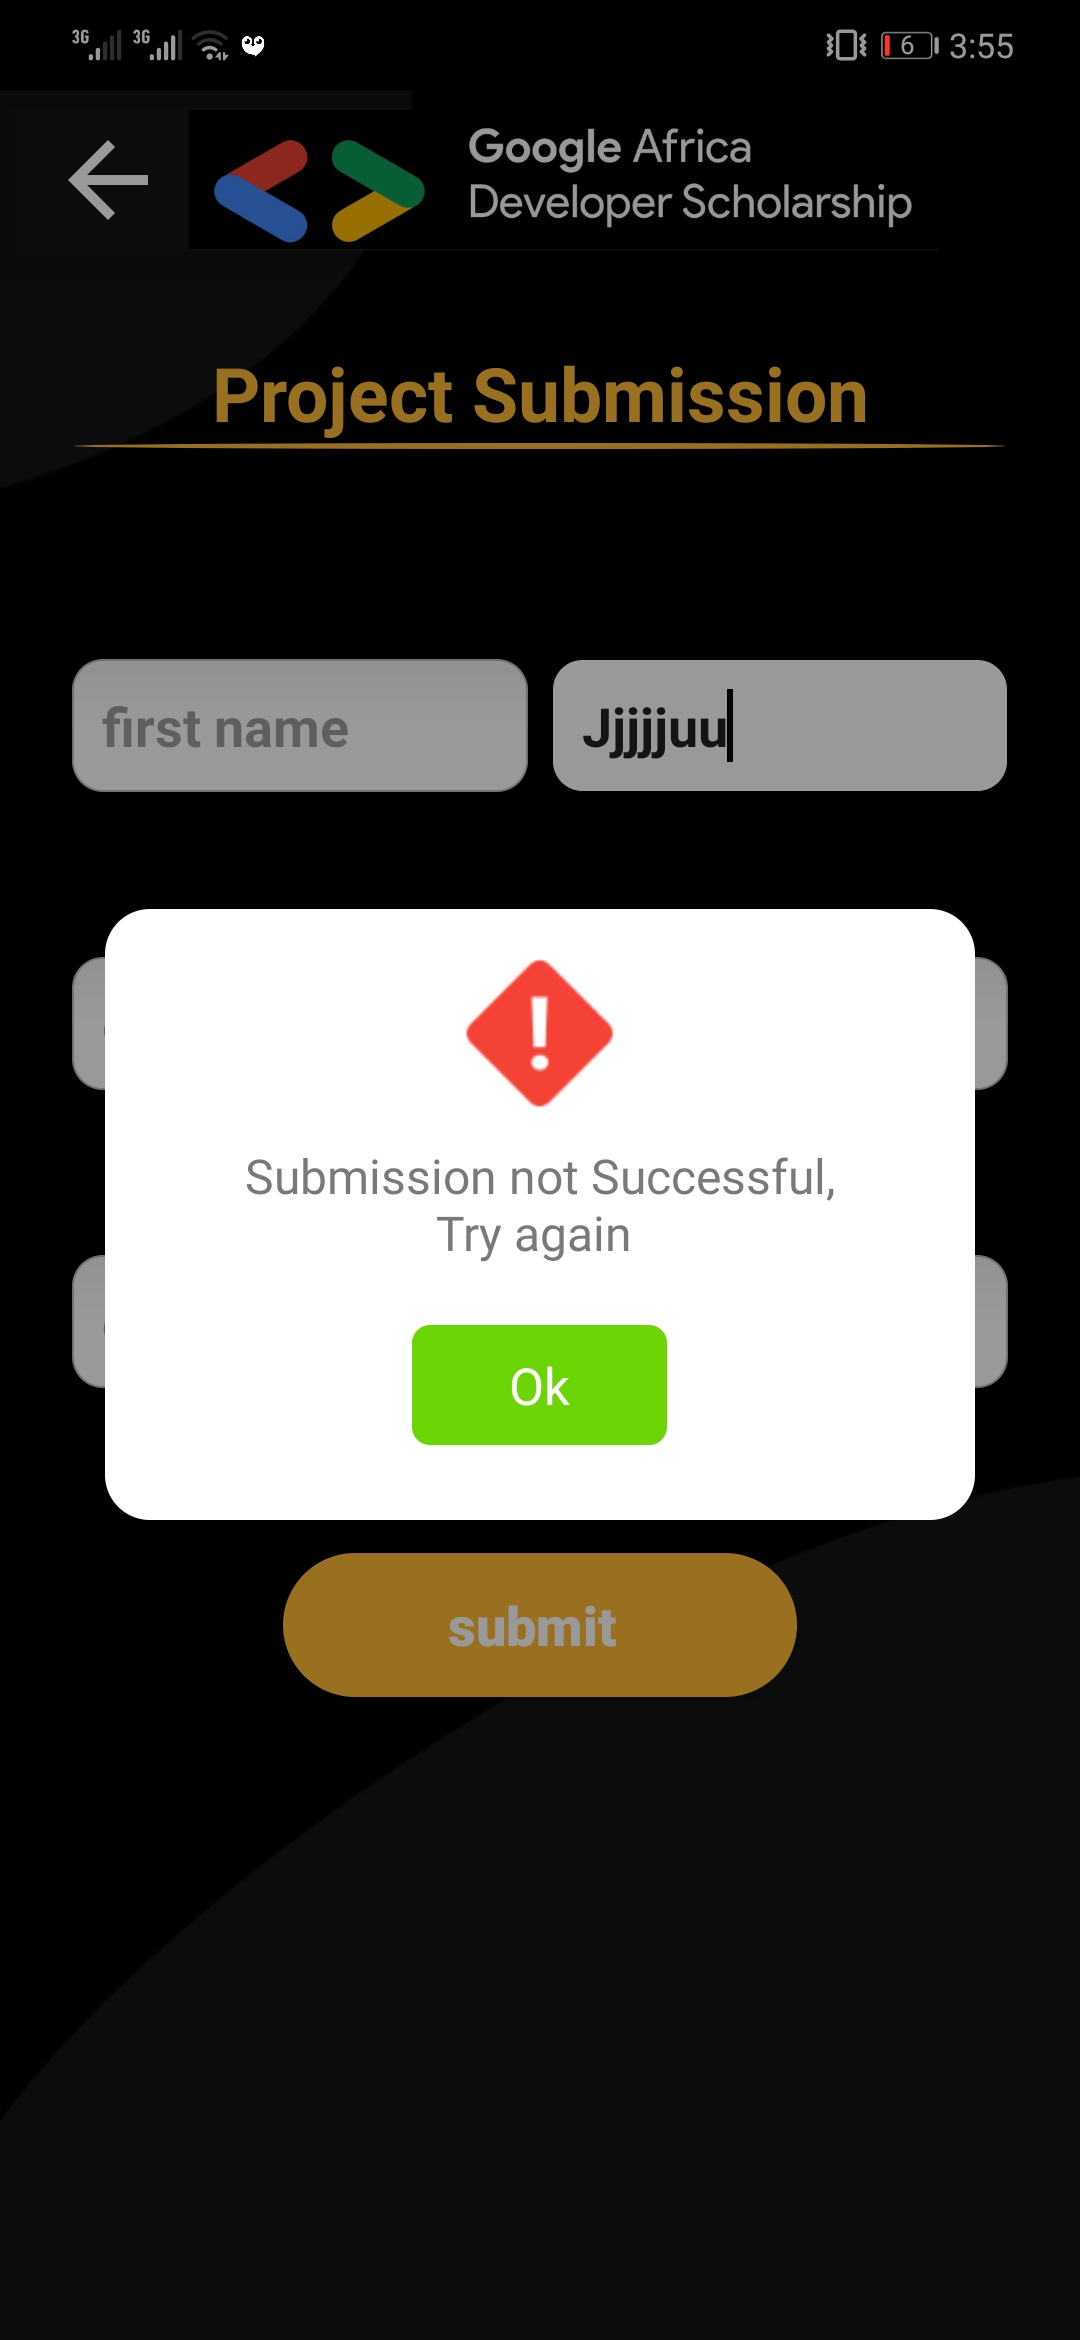 3G 3G 6 3:55
Google Africa
Developer Scholarship
Project Submission
first name Jjjjjuu
Submission not Successful,
Try again
Ok
submit